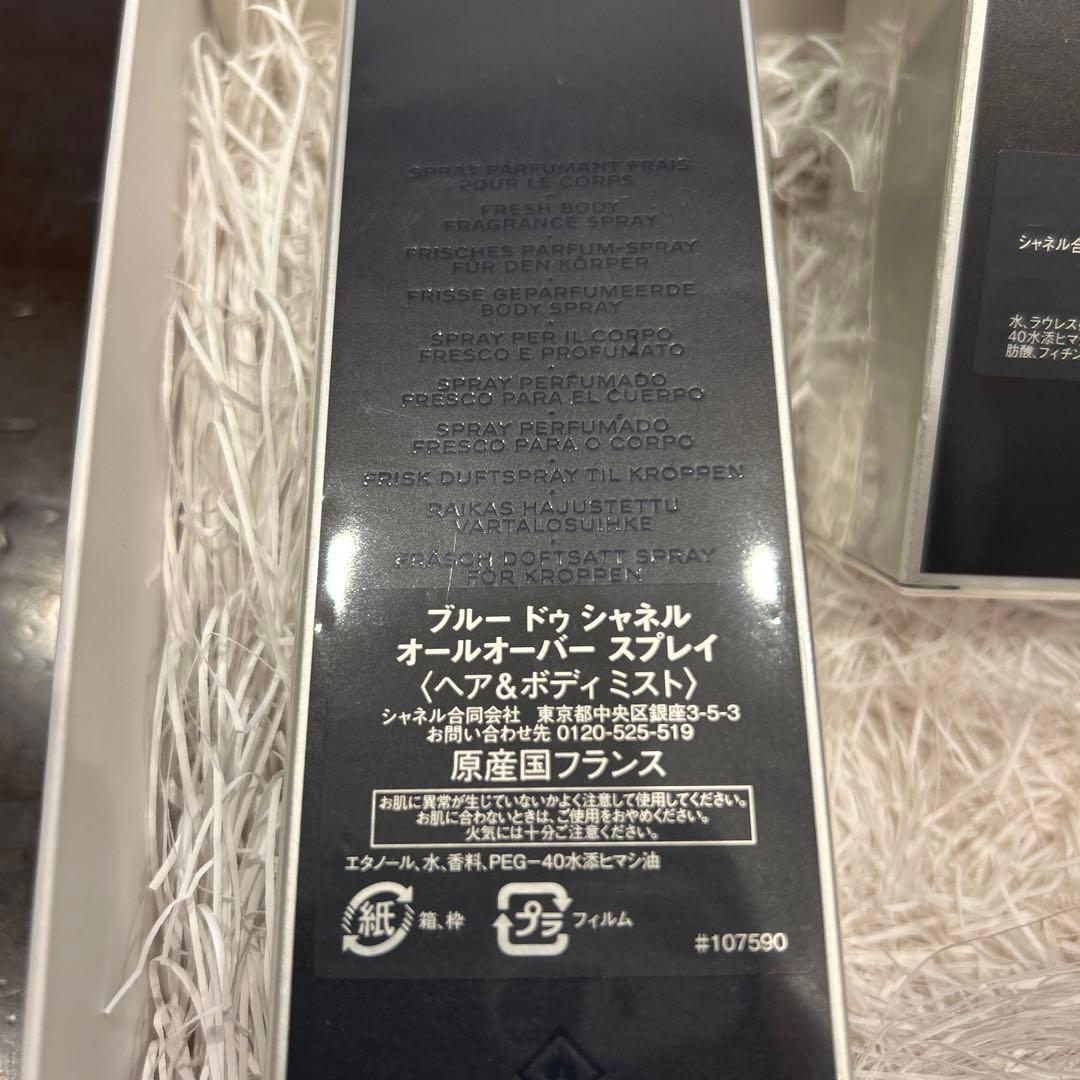 SPRAY PARFUMANT FRAIS
POUR LE CORPS
FRESH BODY
FRAGRANCE SPRAY
FRISCHES PARFUM-SPRAY
FÜR DEN KÖRPER
FRISSE GEPARFUMEERDE
BODY SPRAY
SPRAY PER IL CORPO
FRESCO E PROFUMATO
SPRAY PERFUMADO
FRESCO PARA EL CUERPO
SPRAY PERFUMADO
FRESCO PARA O CORPO
FRISK DUFTSPRAY TIL KROPPEN
RAIKAS HAJUSTETTU
VARTALOSUIHKE
FRÄSCH DOFTSATT SPRAY
FÖR KROPPEN
ブルー ドゥ シャネル
オールオーバー スプレイ
〈ヘア&ボディ ミスト〉
シャネル合同会社 東京都中央区銀座3-5-3
お問い合わせ先 0120-525-519
原産国フランス
お肌に異常が生じていないかよく注意して使用してください。
お肌に合わないときは、ご使用をおやめください。
火気には十分ご注意ください。
エタノール、水、香料、PEG-40水添ヒマシ油
紙 箱、枠
プラ フィルム
#107590
シャネル合
水、ラウレス
40水添ヒマ
肪酸、フィチン